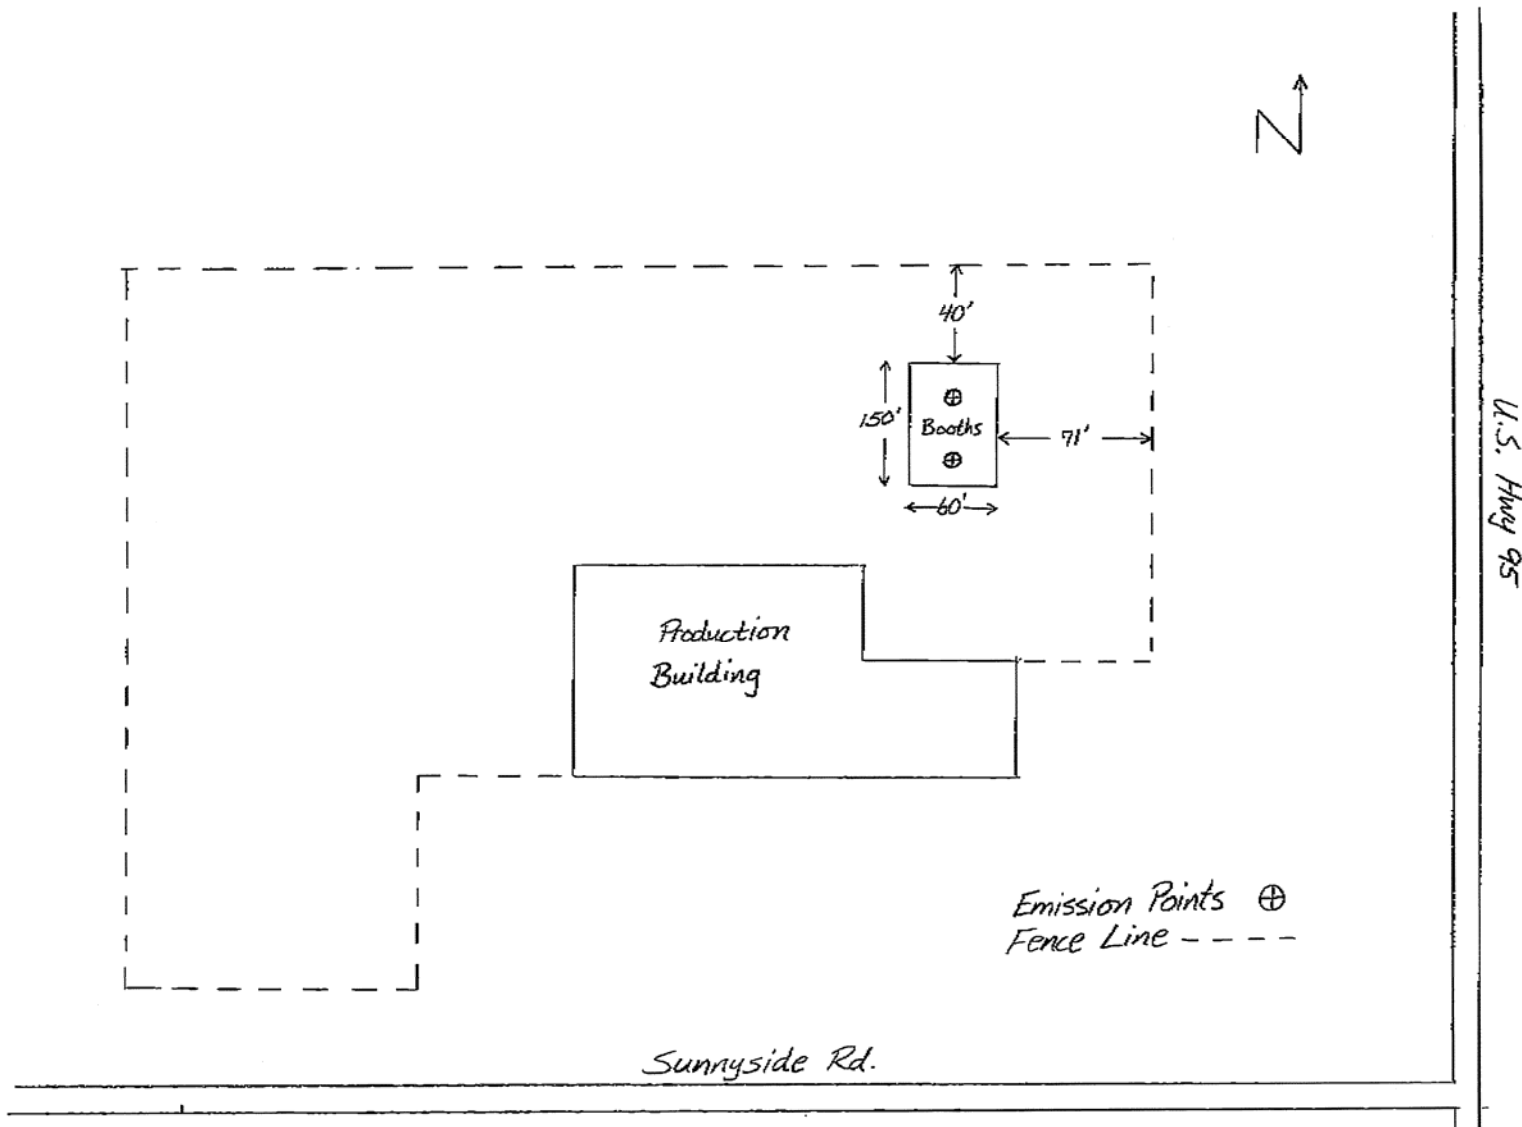 N
40'
150'
Booths
71'
60'
U.S. Hwy 95
Production
Building
Emission Points ⊕
Fence Line - - - - -
Sunnyside Rd.